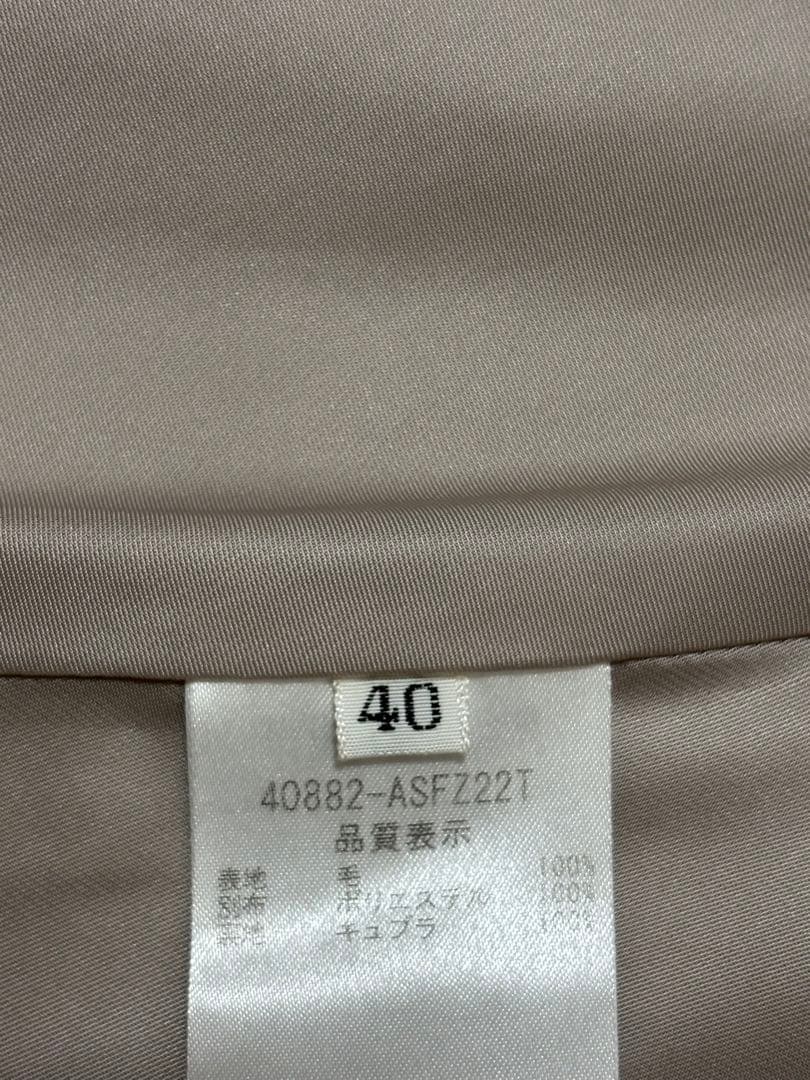 40
40882-ASFZ22T
品質表示
表地 毛 100%
別布 ポリエステル 100%
裏地 キュプラ 100%